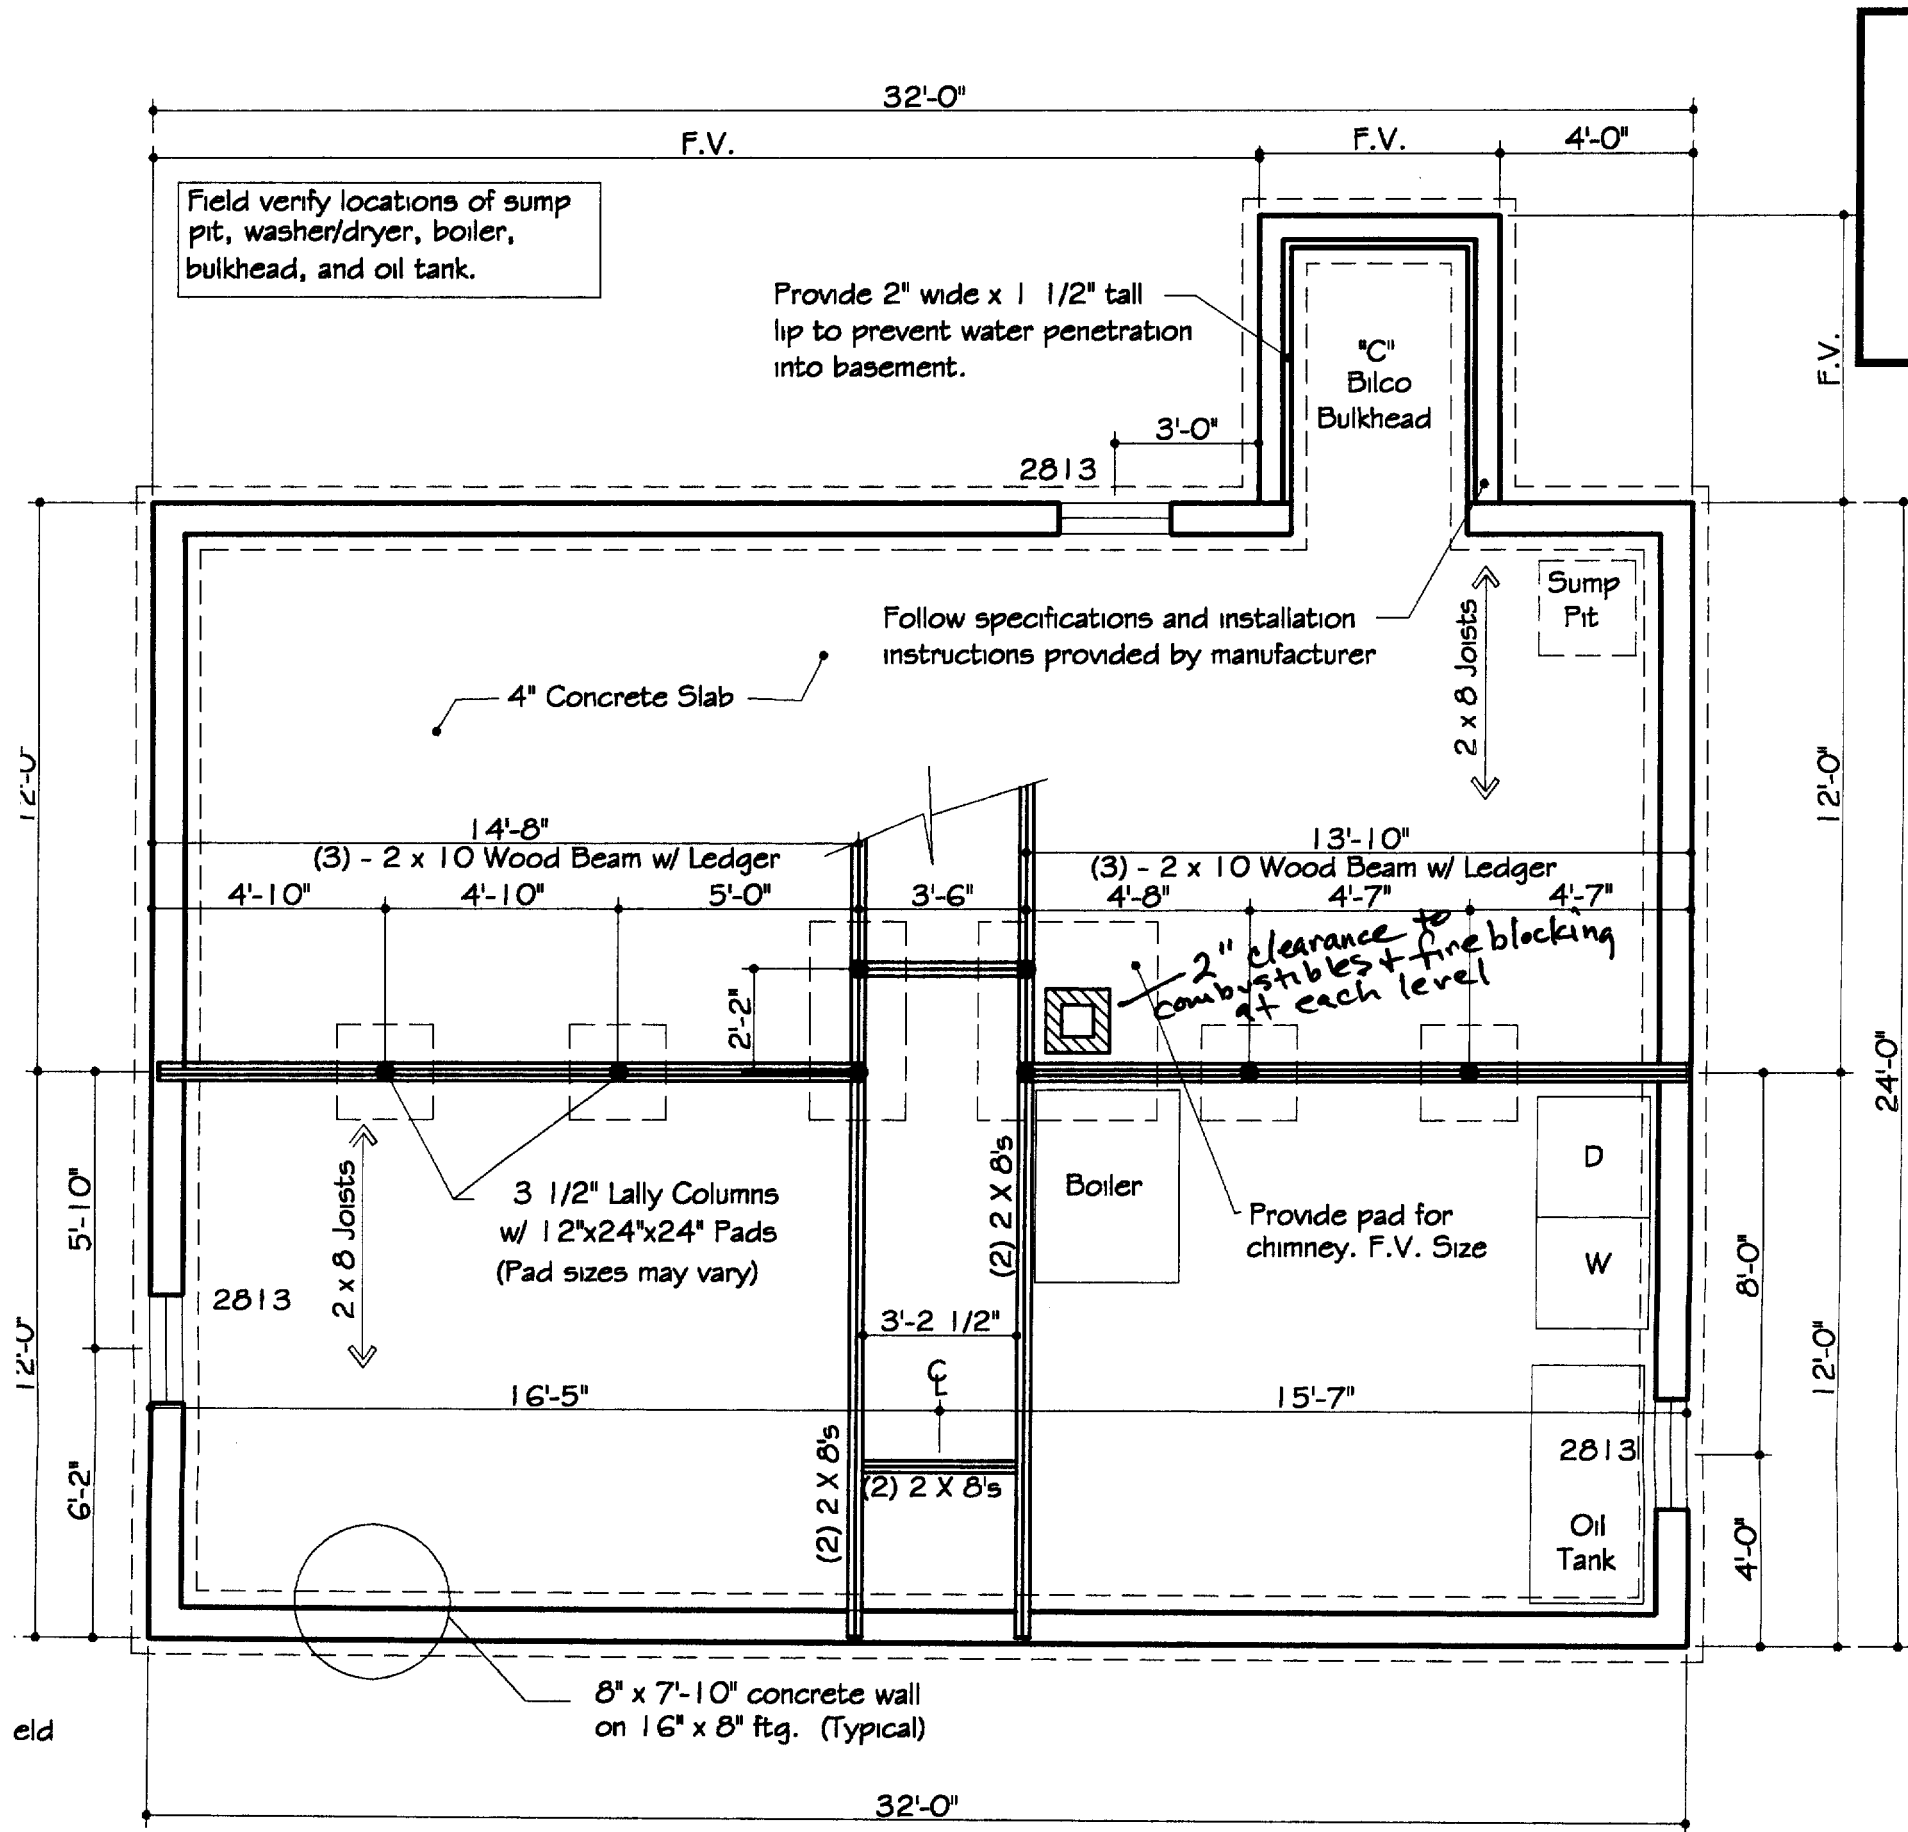 32'-0"
F.V.
F.V.
4'-0"
Field verify locations of sump
pit, washer/dryer, boiler,
bulkhead, and oil tank.
Provide 2" wide x 1 1/2" tall
lip to prevent water penetration
into basement.
"C"
Bilco
Bulkhead
F.V.
3'-0"
2813
Sump
Pit
Follow specifications and installation
instructions provided by manufacturer
2 x 8 Joists
4" Concrete Slab
12'-0"
12'-0"
14'-8"
(3) - 2 x 10 Wood Beam w/ Ledger
13'-10"
(3) - 2 x 10 Wood Beam w/ Ledger
4'-10"
4'-10"
5'-0"
3'-6"
4'-8"
4'-7"
4'-7"
2" clearance to
combustibles + fireblocking
at each level
2'-2"
24'-0"
5'-10"
2 x 8 Joists
3 1/2" Lally Columns
w/ 12"x24"x24" Pads
(Pad sizes may vary)
(2) 2 X 8's
Boiler
D
W
Provide pad for
chimney. F.V. Size
8'-0"
2813
3'-2 1/2"
12'-0"
12'-0"
CL
16'-5"
15'-7"
2813
6'-2"
(2) 2 X 8's
(2) 2 X 8's
Oil
Tank
4'-0"
8" x 7'-10" concrete wall
on 16" x 8" ftg. (Typical)
eld
32'-0"